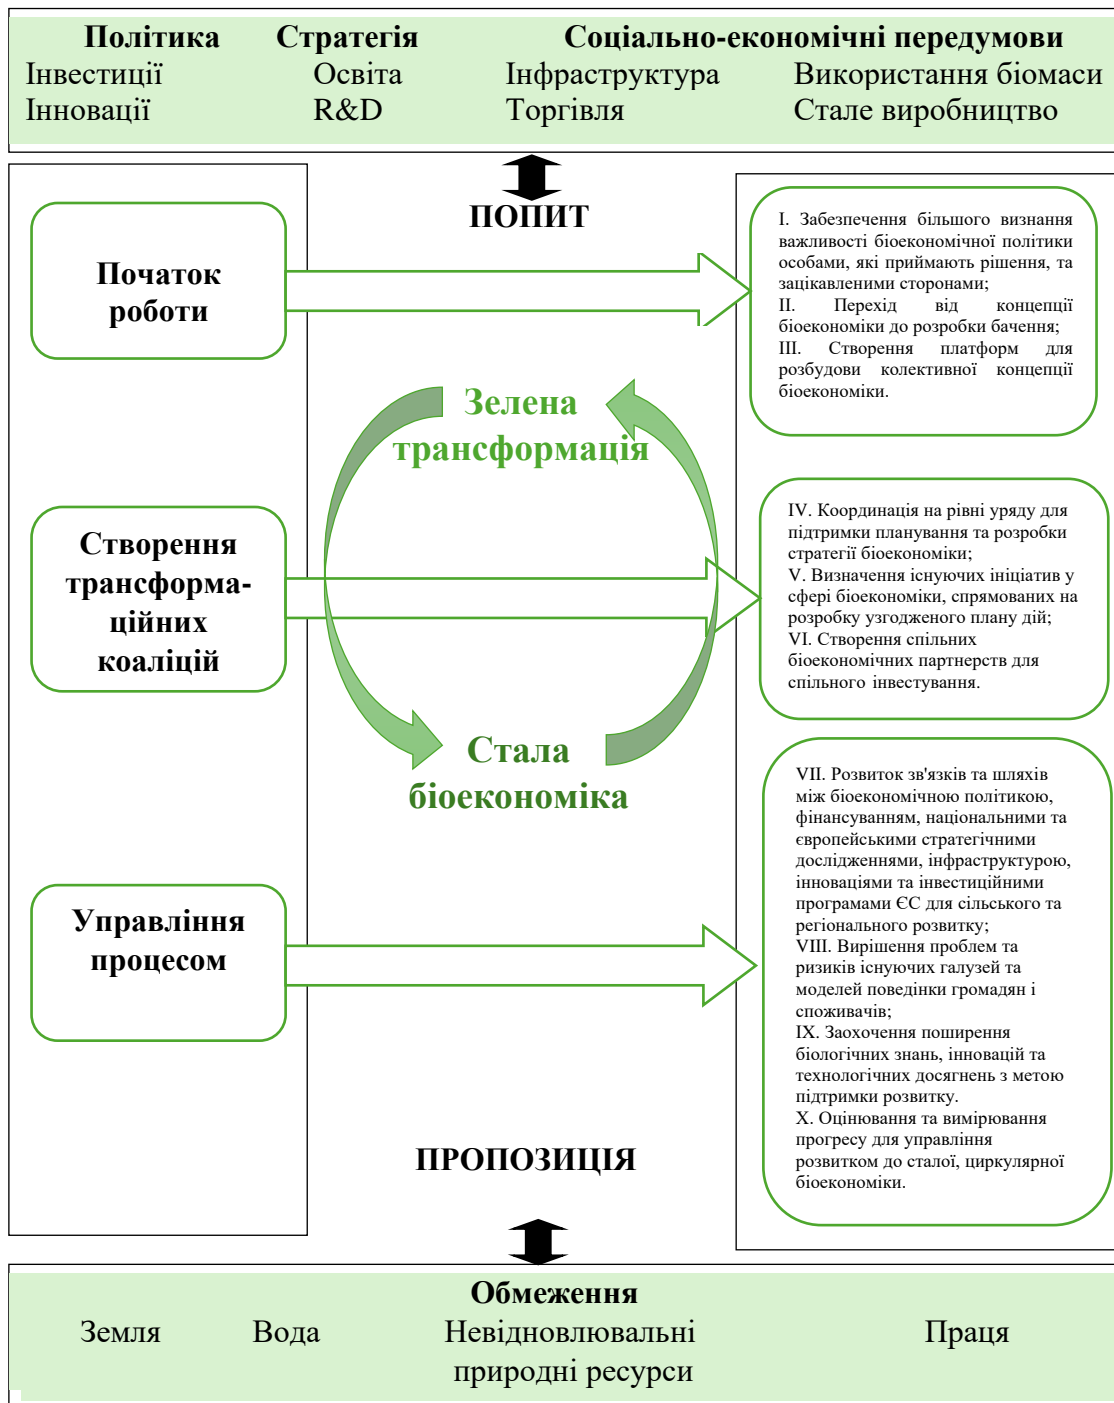 Політика Стратегія Соціально-економічні передумови
Інвестиції Освіта Інфраструктура Використання біомаси
Інновації R&D Торгівля Стале виробництво
ПОПИТ
Початок
роботи
I. Забезпечення більшого визнання
важливості біоекономічної політики
особами, які приймають рішення, та
зацікавленими сторонами;
II. Перехід від концепції
біоекономіки до розробки бачення;
III. Створення платформ для
розбудови колективної концепції
біоекономіки.
Зелена
трансформація
Створення
трансформа-
ційних
коаліцій
IV. Координація на рівні уряду для
підтримки планування та розробки
стратегії біоекономіки;
V. Визначення існуючих ініціатив у
сфері біоекономіки, спрямованих на
розробку узгодженого плану дій;
VI. Створення спільних
біоекономічних партнерств для
спільного інвестування.
Стала
біоекономіка
Управління
процесом
VII. Розвиток зв'язків та шляхів
між біоекономічною політикою,
фінансуванням, національними та
європейськими стратегічними
дослідженнями, інфраструктурою,
інноваціями та інвестиційними
програмами ЄС для сільського та
регіонального розвитку;
VIII. Вирішення проблем та
ризиків існуючих галузей та
моделей поведінки громадян і
споживачів;
IX. Заохочення поширення
біологічних знань, інновацій та
технологічних досягнень з метою
підтримки розвитку.
X. Оцінювання та вимірювання
прогресу для управління
розвитком до сталої, циркулярної
біоекономіки.
ПРОПОЗИЦІЯ
Обмеження
Земля Вода Невідновлювальні Праця
природні ресурси